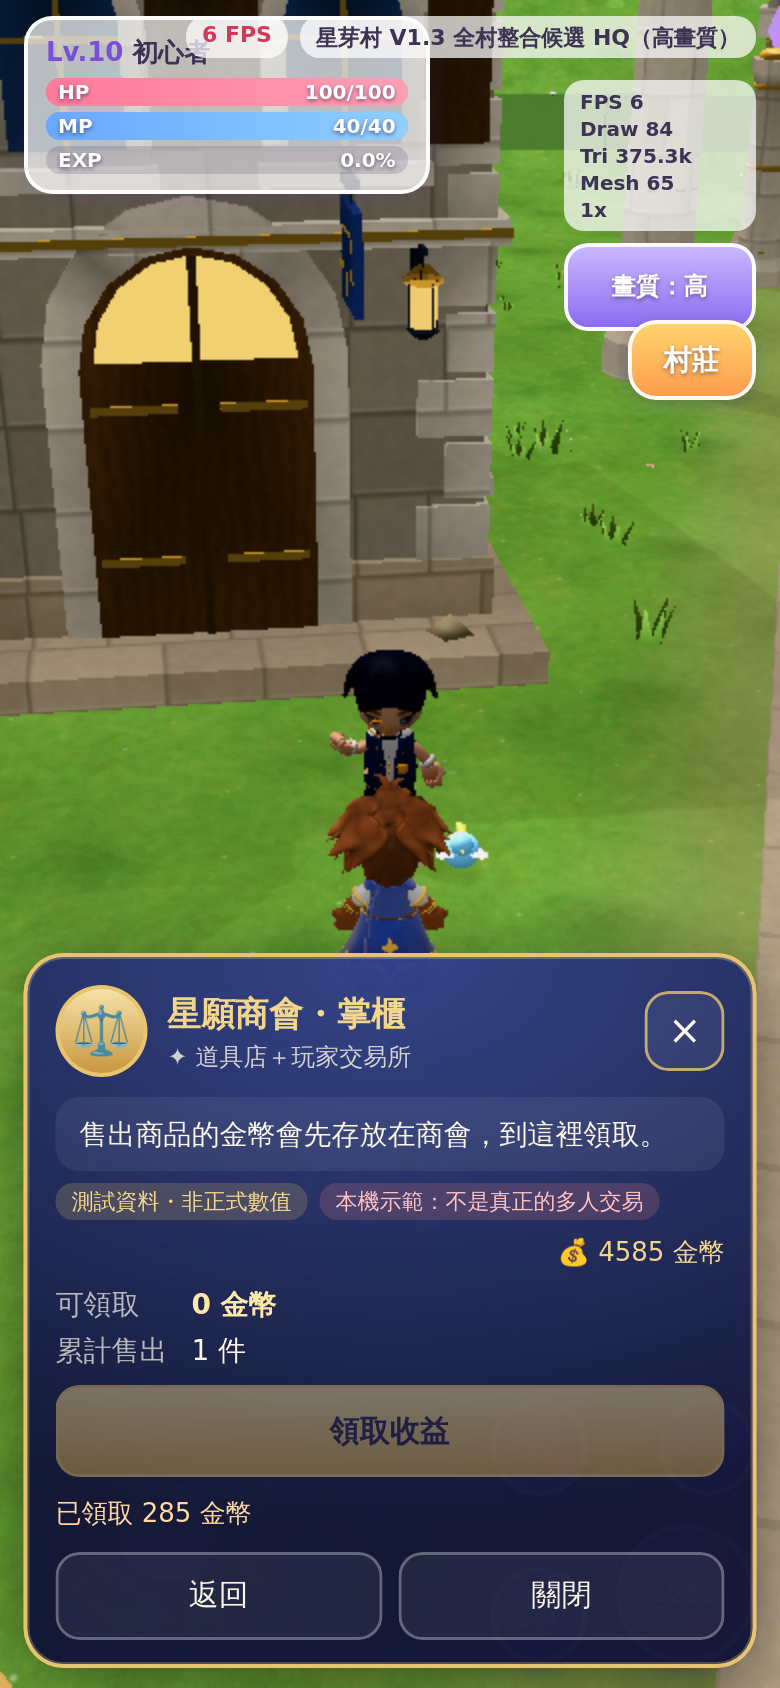 Lv.10 初心者
6 FPS
星芽村 V1.3 全村整合候選 HQ（高畫質）
HP 100/100
MP 40/40
EXP 0.0%
FPS 6
Draw 84
Tri 375.3k
Mesh 65
1x
畫質：高
村莊
星願商會・掌櫃
✦ 道具店＋玩家交易所
×
售出商品的金幣會先存放在商會，到這裡領取。
測試資料・非正式數值
本機示範：不是真正的多人交易
💰 4585 金幣
可領取 0 金幣
累計售出 1 件
領取收益
已領取 285 金幣
返回
關閉